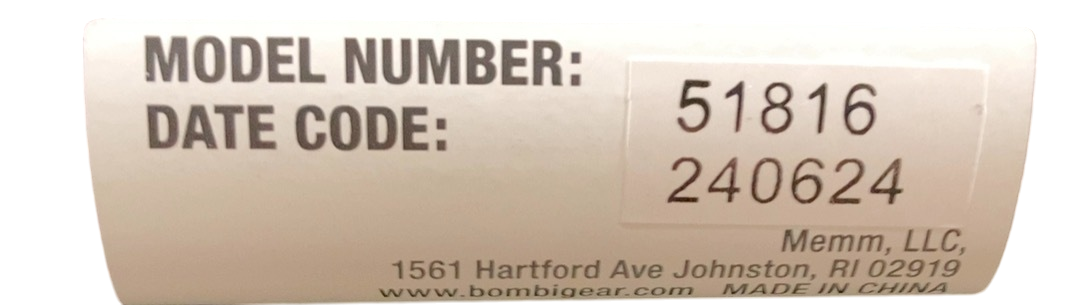 MODEL NUMBER: 51816
DATE CODE: 240624
Memm, LLC,
1561 Hartford Ave Johnston, RI 02919
www.bombigear.com MADE IN CHINA